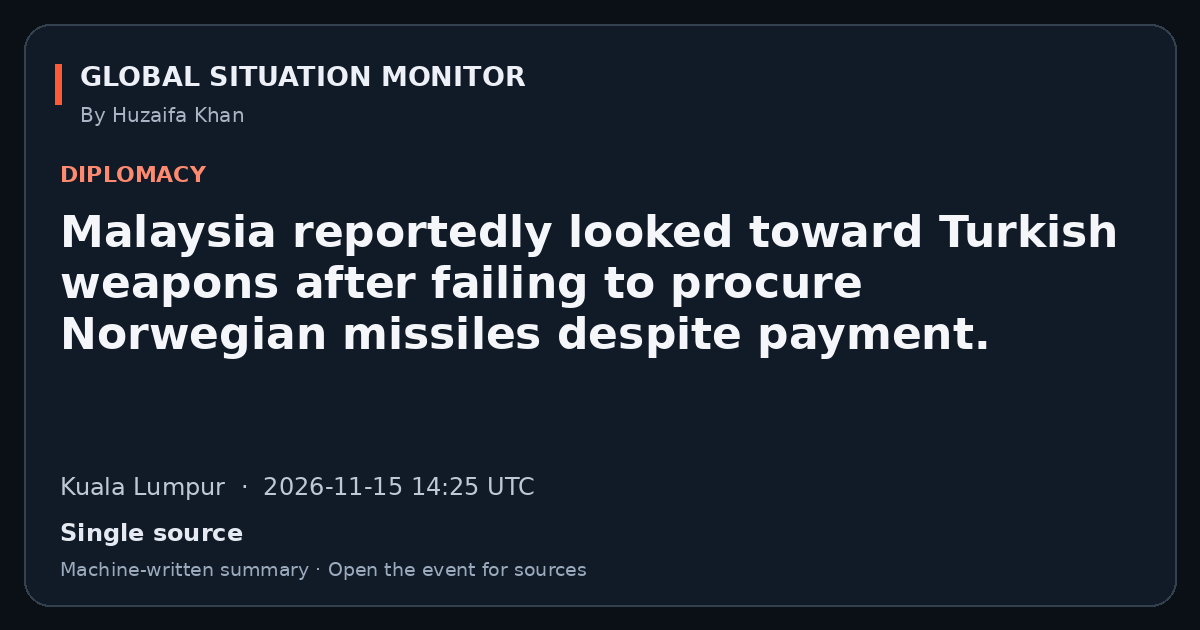 GLOBAL SITUATION MONITOR
By Huzaifa Khan
DIPLOMACY
Malaysia reportedly looked toward Turkish
weapons after failing to procure
Norwegian missiles despite payment.
Kuala Lumpur · 2026-11-15 14:25 UTC
Single source
Machine-written summary · Open the event for sources